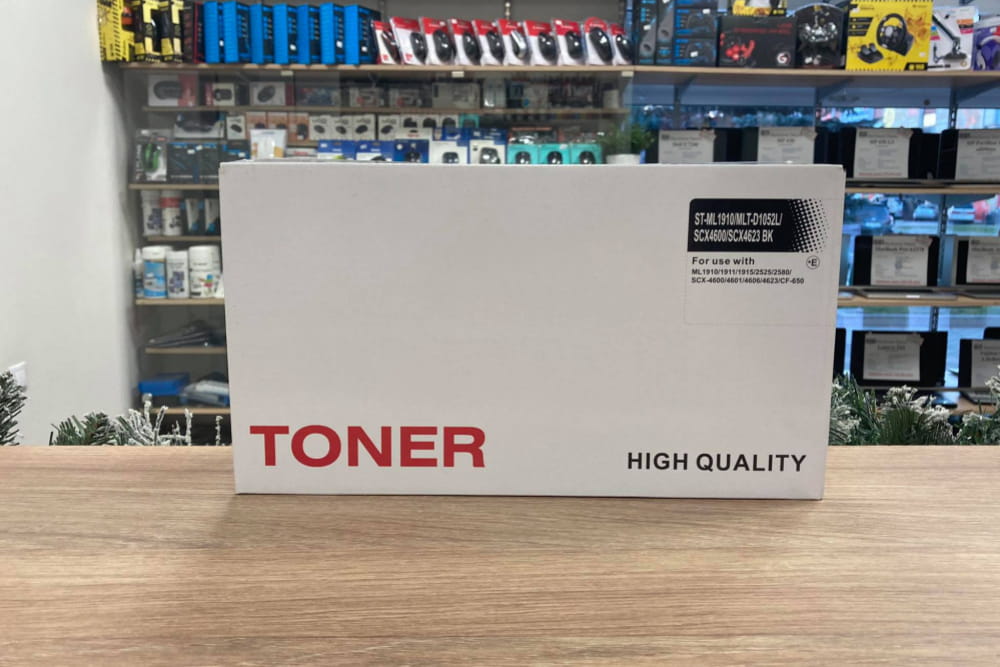 ST-ML1910/MLT-D1052L/
SCX4600/SCX4623 BK
For use with
•E
ML1910/1911/1915/2525/2580/
SCX-4600/4601/4606/4623/CF-650
TONER
HIGH QUALITY